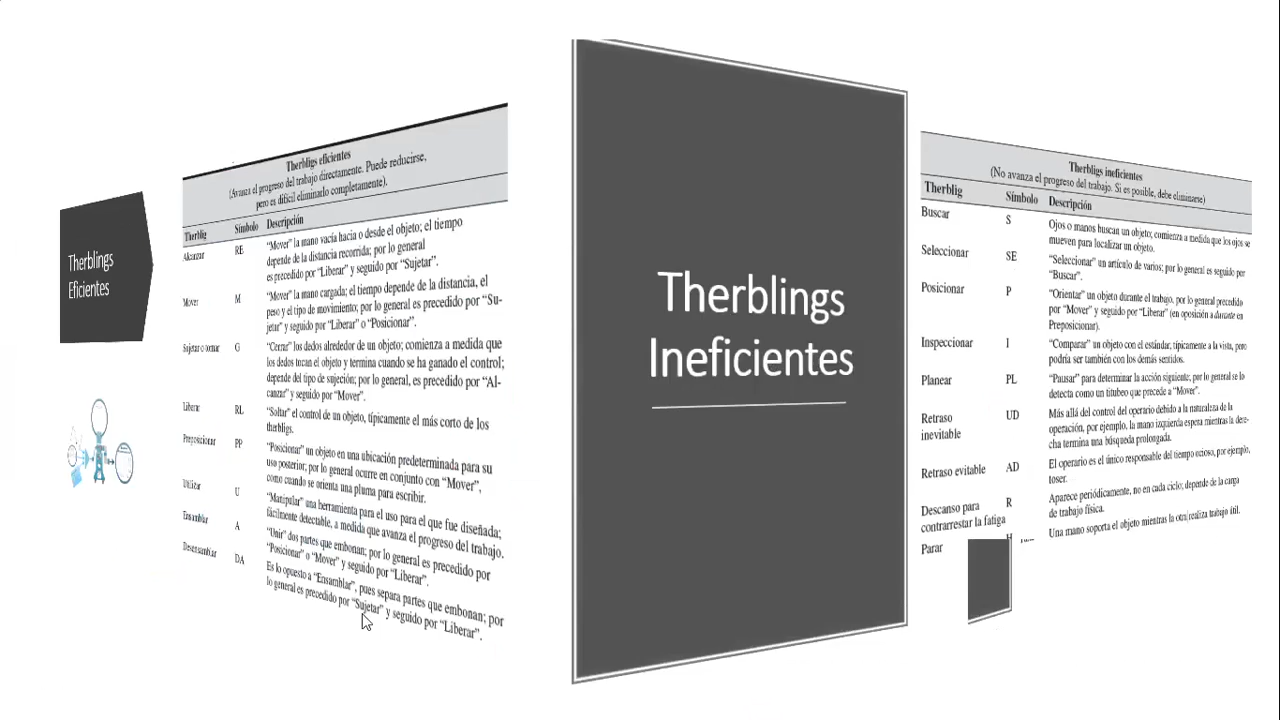 Therblings
Eficientes
Therbligs eficientes
(Avanza el progreso del trabajo directamente. Puede reducirse,
pero es difícil eliminarlo completamente).
Therblig Símbolo Descripción
Alcanzar RE "Mover" la mano vacía hacia o desde el objeto; el tiempo
depende de la distancia recorrida; por lo general
es precedido por "Liberar" y seguido por "Sujetar".
Mover M "Mover" la mano cargada; el tiempo depende de la distancia, el
peso y el tipo de movimiento; por lo general es precedido por "Su-
jetar" y seguido por "Liberar" o "Posicionar".
Sujetar o tomar G "Cerrar" los dedos alrededor de un objeto; comienza a medida que
los dedos tocan el objeto y termina cuando se ha ganado el control;
depende del tipo de sujeción; por lo general, es precedido por "Al-
canzar" y seguido por "Mover".
Liberar RL "Soltar" el control de un objeto, típicamente el más corto de los
therbligs.
Preposicionar PP "Posicionar" un objeto en una ubicación predeterminada para su
uso posterior; por lo general ocurre en conjunto con "Mover",
como cuando se orienta una pluma para escribir.
Utilizar U "Manipular" una herramienta para el uso para el que fue diseñada;
fácilmente detectable, a medida que avanza el progreso del trabajo.
Ensamblar A "Unir" dos partes que embonan; por lo general es precedido por
"Posicionar" o "Mover" y seguido por "Liberar".
Desensamblar DA Es lo opuesto a "Ensamblar", pues separa partes que embonan; por
lo general es precedido por "Sujetar" y seguido por "Liberar".
Therblings
Ineficientes
Therbligs ineficientes
(No avanza el progreso del trabajo. Si es posible, debe eliminarse)
Therblig Símbolo Descripción
Buscar S Ojos o manos buscan un objeto; comienza a medida que los ojos se
mueven para localizar un objeto.
Seleccionar SE "Seleccionar" un artículo de varios; por lo general es seguido por
"Buscar".
Posicionar P "Orientar" un objeto durante el trabajo, por lo general precedido
por "Mover" y seguido por "Liberar" (en oposición a durante en
Preposicionar).
Inspeccionar I "Comparar" un objeto con el estándar, típicamente a la vista, pero
podría ser también con los demás sentidos.
Planear PL "Pausar" para determinar la acción siguiente; por lo general se lo
detecta como un titubeo que precede a "Mover".
Retraso
inevitable UD Más allá del control del operario debido a la naturaleza de la
operación, por ejemplo, la mano izquierda espera mientras la dere-
cha termina una búsqueda prolongada.
Retraso evitable AD El operario es el único responsable del tiempo ocioso, por ejemplo,
toser.
Descanso para
contrarrestar la fatiga R Aparece periódicamente, no en cada ciclo; depende de la carga
de trabajo física.
Parar H Una mano soporta el objeto mientras la otra realiza trabajo útil.